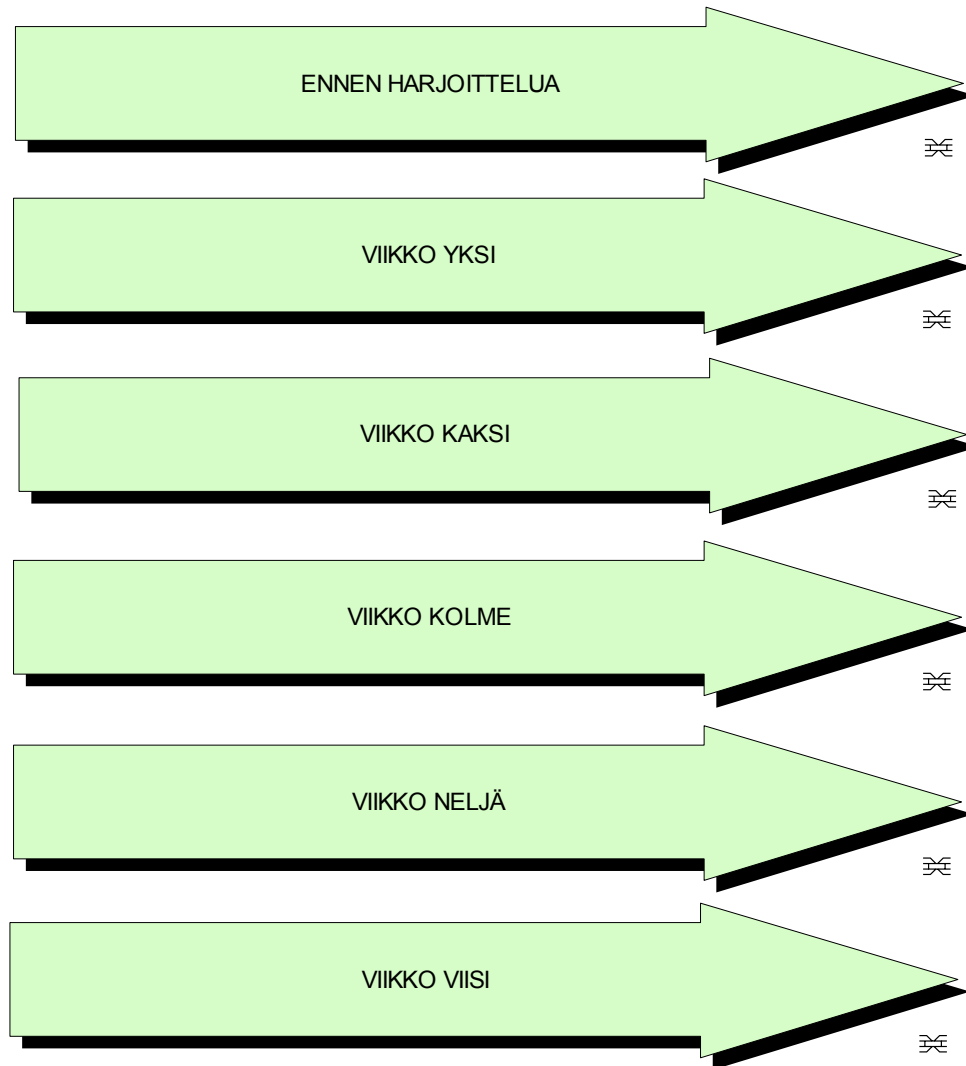 ENNEN HARJOITTELUA
VIIKKO YKSI
VIIKKO KAKSI
VIIKKO KOLME
VIIKKO NELJÄ
VIIKKO VIISI